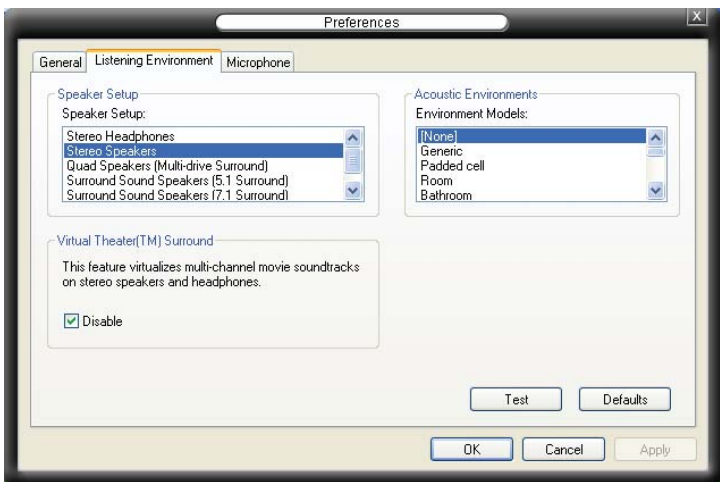 Preferences
X
General
Listening Environment
Microphone
Speaker Setup
Speaker Setup:
Stereo Headphones
Stereo Speakers
Quad Speakers (Multi-drive Surround)
Surround Sound Speakers (5.1 Surround)
Surround Sound Speakers (7.1 Surround)
Acoustic Environments
Environment Models:
[None]
Generic
Padded cell
Room
Bathroom
Virtual Theater(TM) Surround
This feature virtualizes multi-channel movie soundtracks
on stereo speakers and headphones.
Disable
Test
Defaults
OK
Cancel
Apply